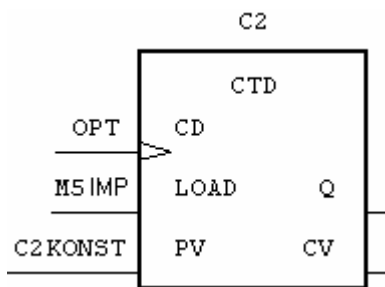 C2
CTD
OPT CD
M5IMP LOAD Q
C2KONST PV CV